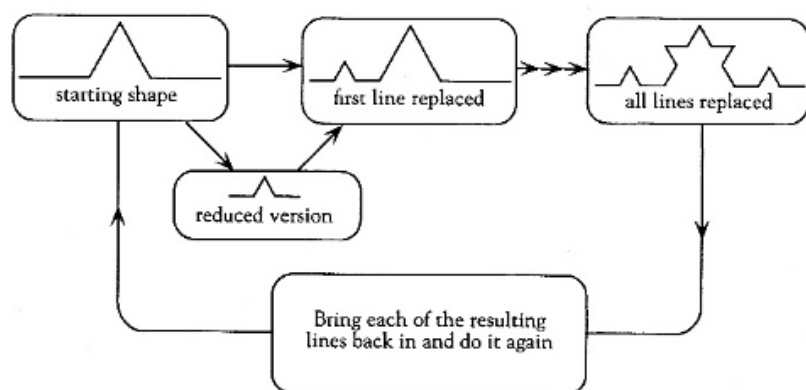 starting shape
first line replaced
all lines replaced
reduced version
Bring each of the resulting
lines back in and do it again